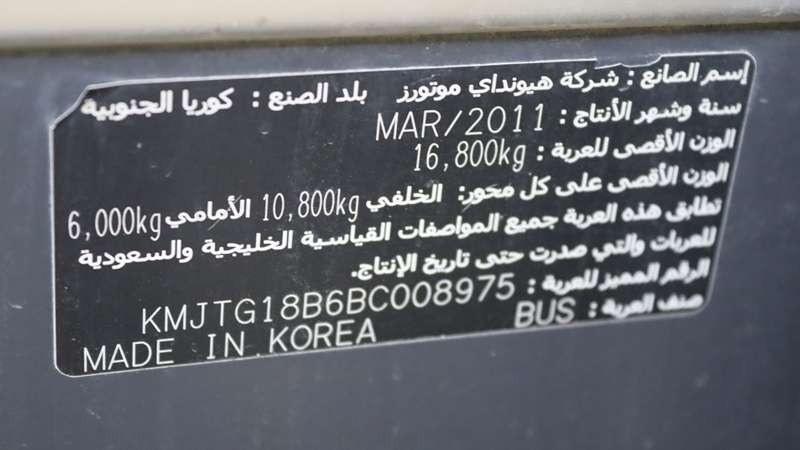 إسم الصانع : شركة هيونداي موتورز بلد الصنع : كوريا الجنوبية
سنة وشهر الأنتاج : MAR/2011
الوزن الأقصى للعربة : 16,800kg
الوزن الأقصى على كل محور: الخلفي 10,800kg الأمامي 6,000kg
تطابق هذه العربة جميع المواصفات القياسية الخليجية والسعودية
للعربات والتي صدرت حتى تاريخ الإنتاج.
الرقم المميز للعربة : KMJTG18B6BC008975
صنف العربة : BUS MADE IN KOREA